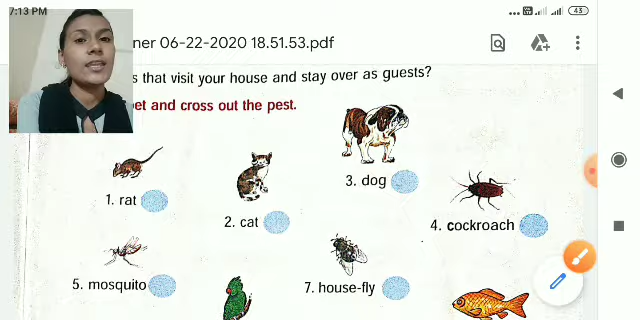 7:13 PM
43
ner 06-22-2020 18.51.53.pdf
s that visit your house and stay over as guests?
et and cross out the pest.
1. rat
2. cat
3. dog
4. cockroach
5. mosquito
7. house-fly